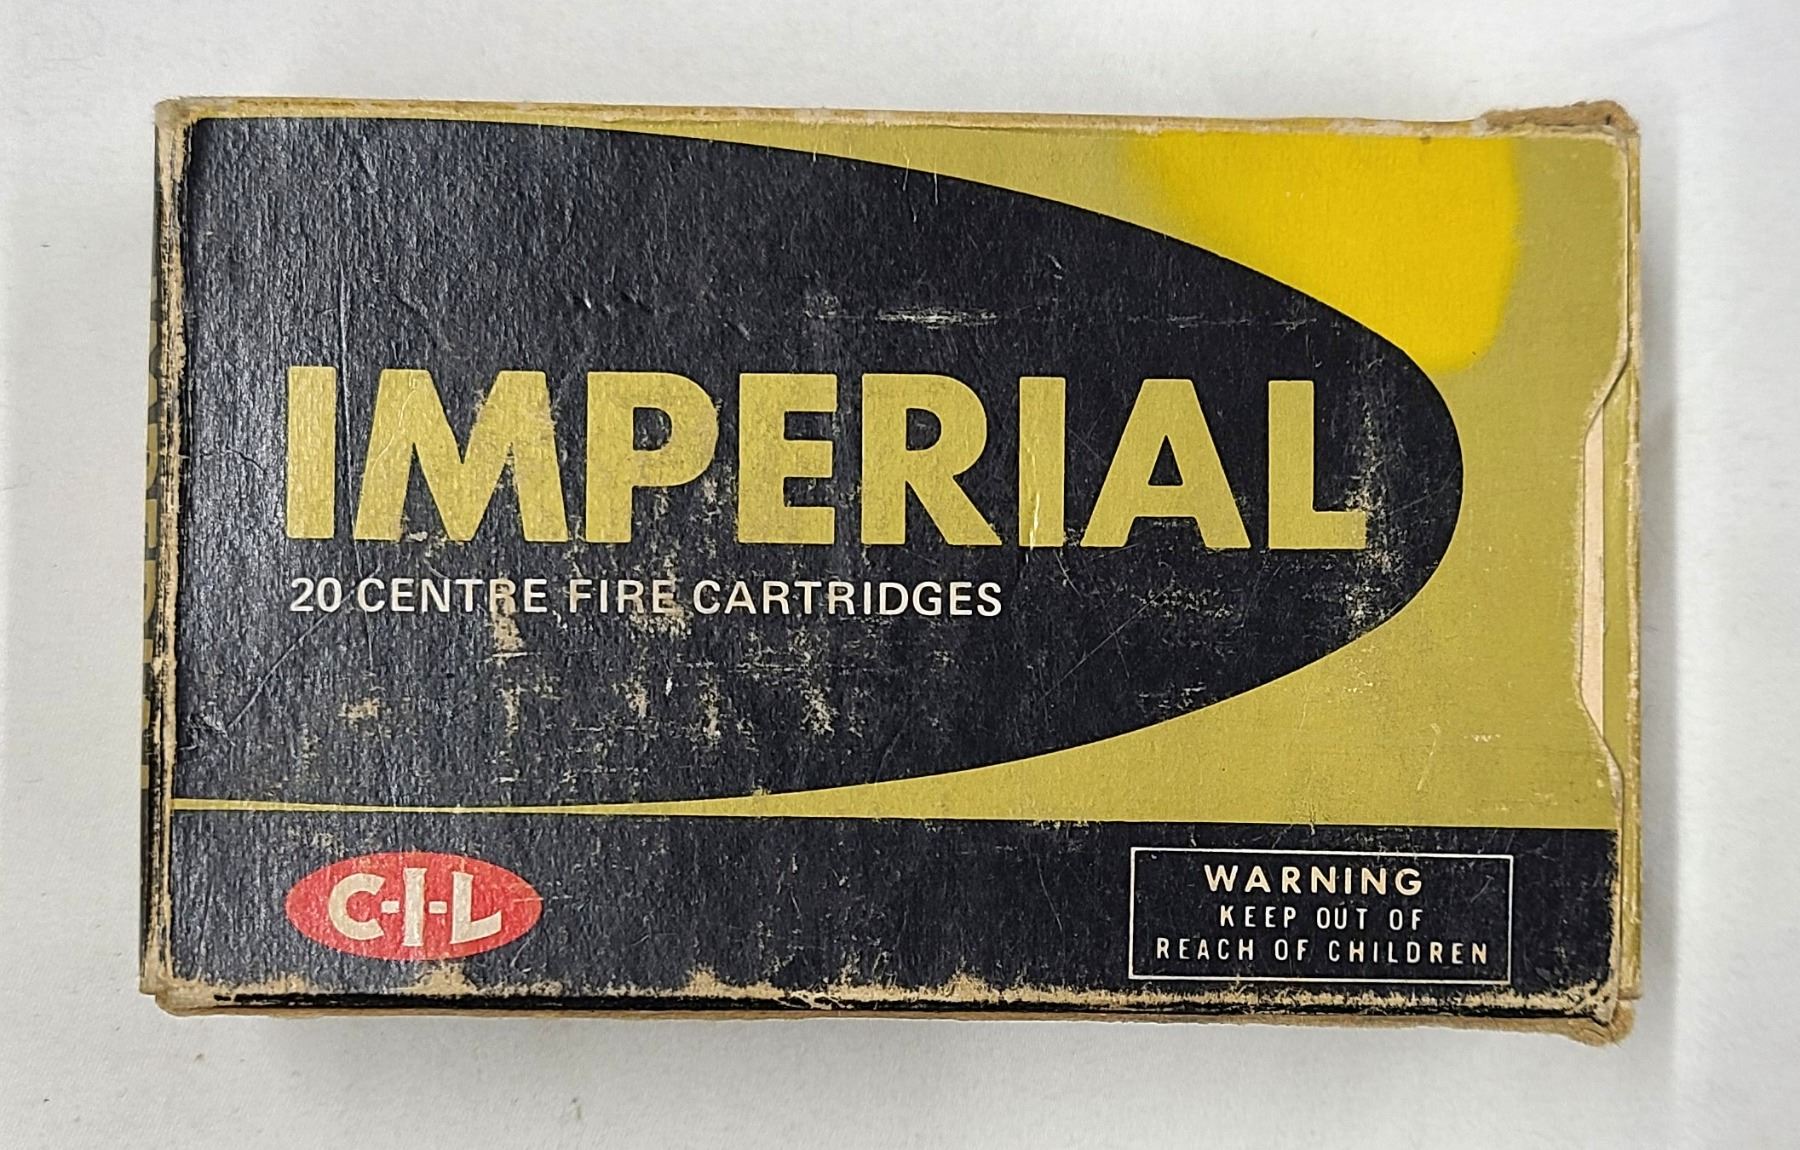 IMPERIAL
20 CENTRE FIRE CARTRIDGES
C-I-L
WARNING
KEEP OUT OF
REACH OF CHILDREN